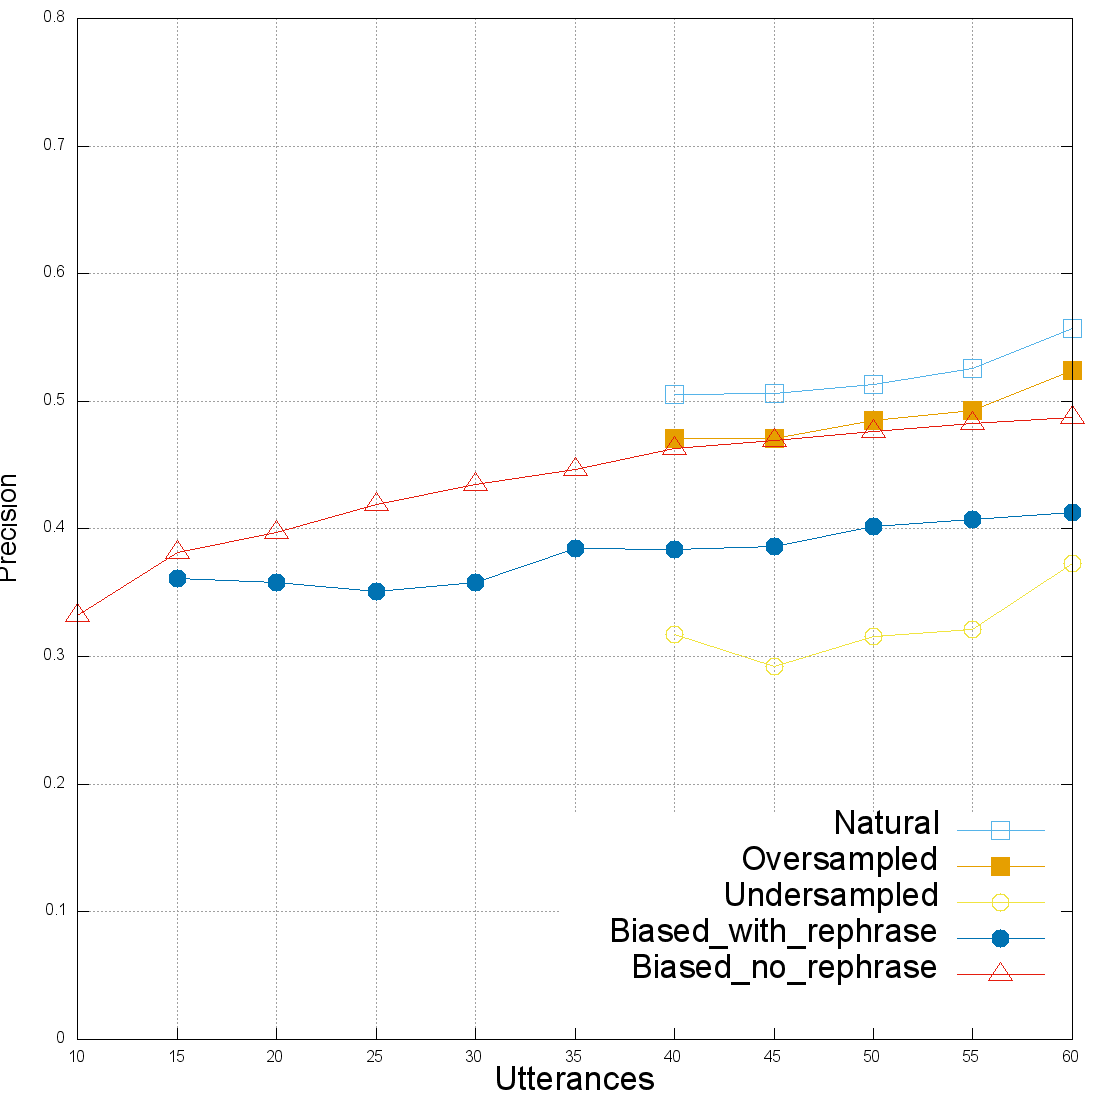 0.8
0.7
0.6
0.5
0.4
0.3
0.2
0.1
0
Precision
Natural
Oversampled
Undersampled
Biased_with_rephrase
Biased_no_rephrase
10 15 20 25 30 35 40 45 50 55 60
Utterances